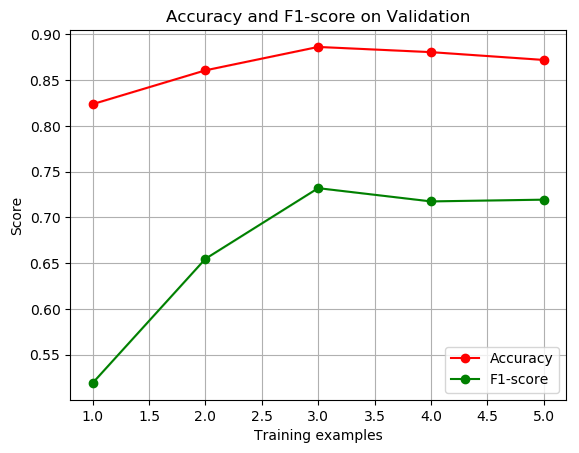 Accuracy and F1-score on Validation
0.90
0.85
0.80
0.75
0.70
0.65
0.60
0.55
Score
Accuracy
F1-score
1.0 1.5 2.0 2.5 3.0 3.5 4.0 4.5 5.0
Training examples